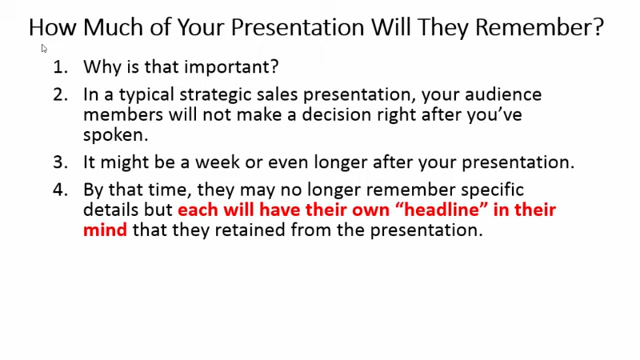 How Much of Your Presentation Will They Remember?
1. Why is that important?
2. In a typical strategic sales presentation, your audience
members will not make a decision right after you’ve
spoken.
3. It might be a week or even longer after your presentation.
4. By that time, they may no longer remember specific
details but each will have their own “headline” in their
mind that they retained from the presentation.